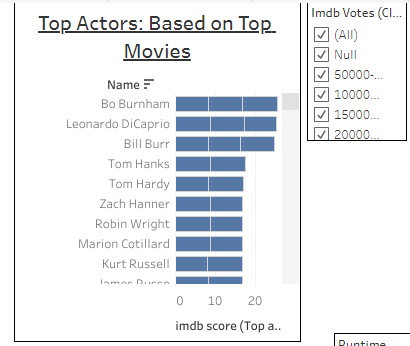 Top Actors: Based on Top
Movies
Name
Bo Burnham
Leonardo DiCaprio
Bill Burr
Tom Hanks
Tom Hardy
Zach Hanner
Robin Wright
Marion Cotillard
Kurt Russell
James Russo
0 10 20
imdb score (Top a..
Imdb Votes (Cl...
(All)
Null
50000-...
10000...
15000...
20000...
Runtime